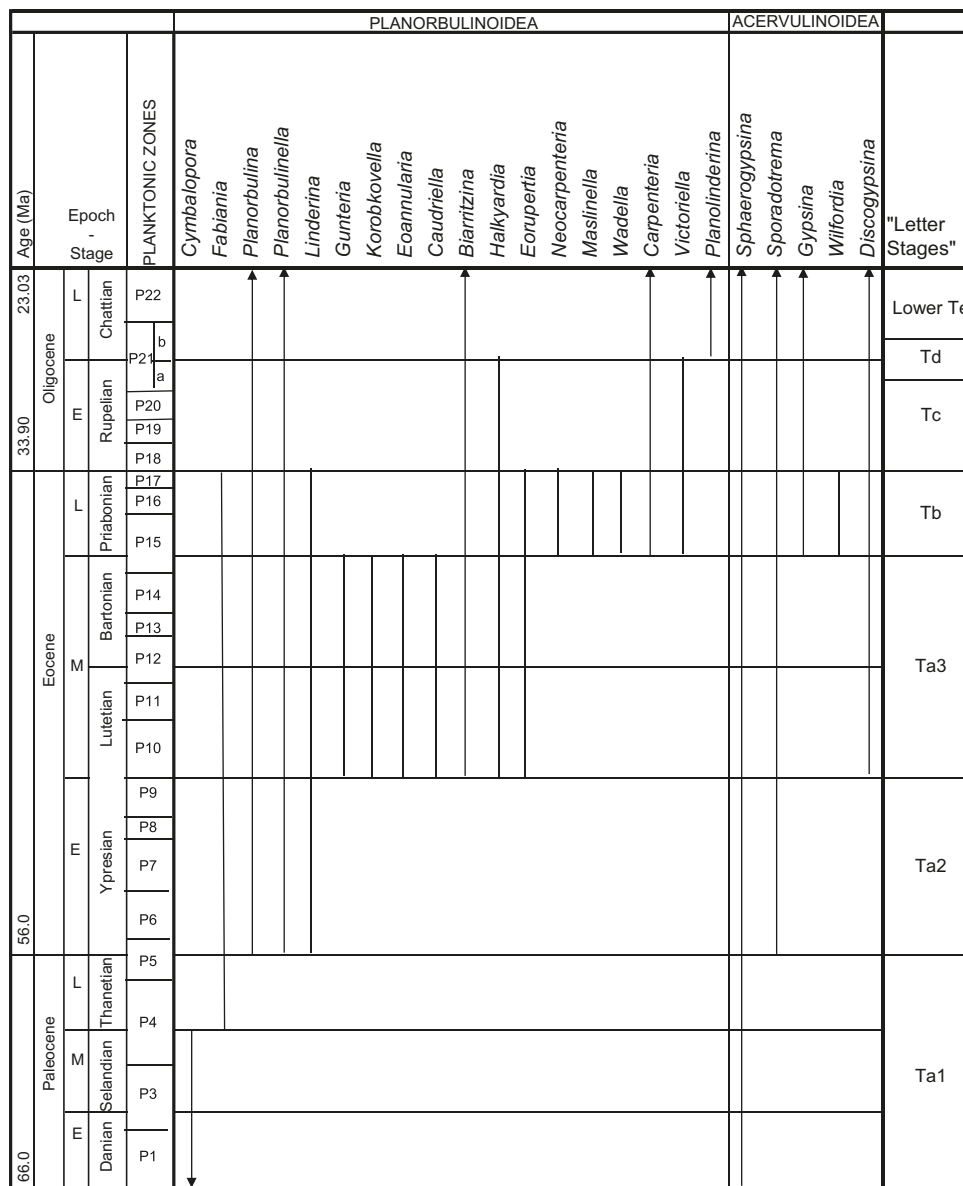 PLANORBULINOIDEA
ACERVULINOIDEA
Age (Ma)
Epoch
-
Stage
PLANKTONIC ZONES
Cymbalopora
Fabiania
Planorbulina
Planorbulinella
Linderina
Gunteria
Korobkovella
Eoannularia
Caudriella
Biarritzina
Halkyardia
Eorupertia
Neocarpenteria
Maslinella
Wadella
Carpenteria
Victoriella
Planolinderina
Sphaerogypsina
Sporadotrema
Gypsina
Wilfordia
Discogypsina
"Letter
Stages"
23.03
Oligocene
L
Chattian
P22
Lower Te
b
P21
a
Td
33.90
E
Rupelian
P20
P19
P18
Tc
Eocene
L
Priabonian
P17
P16
P15
Tb
M
Bartonian
P14
P13
P12
Ta3
Lutetian
P11
P10
E
Ypresian
P9
P8
P7
P6
Ta2
56.0
Paleocene
L
Thanetian
P5
P4
M
Selandian
P3
Ta1
E
Danian
P1
66.0